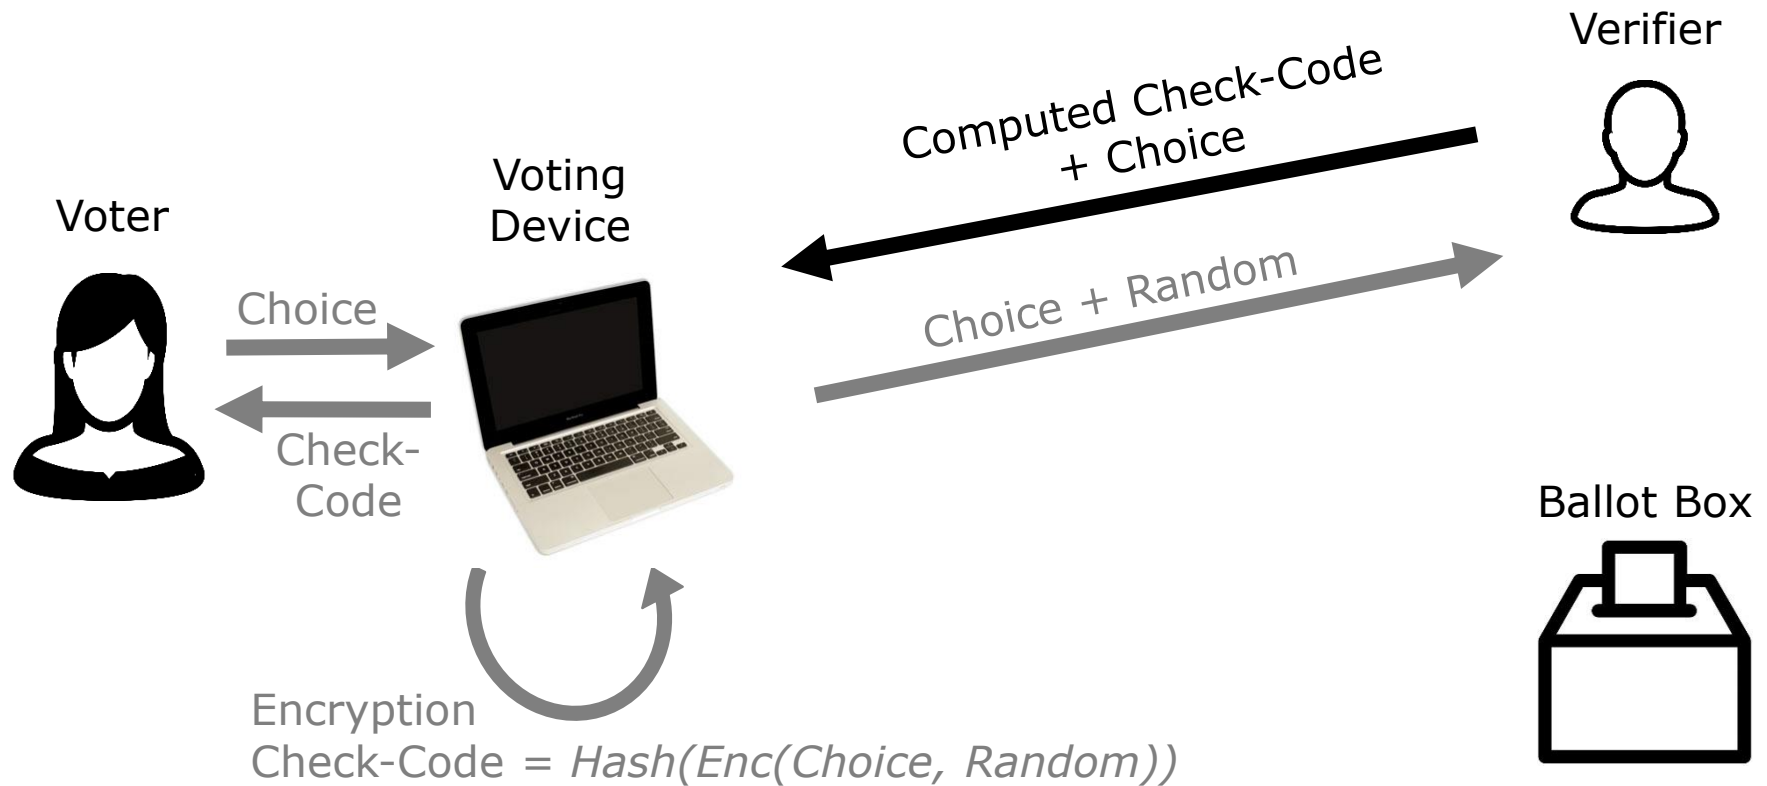 Verifier
Computed Check-Code
+ Choice
Voting
Device
Voter
Choice + Random
Choice
Check-
Code
Ballot Box
Encryption
Check-Code = Hash(Enc(Choice, Random))